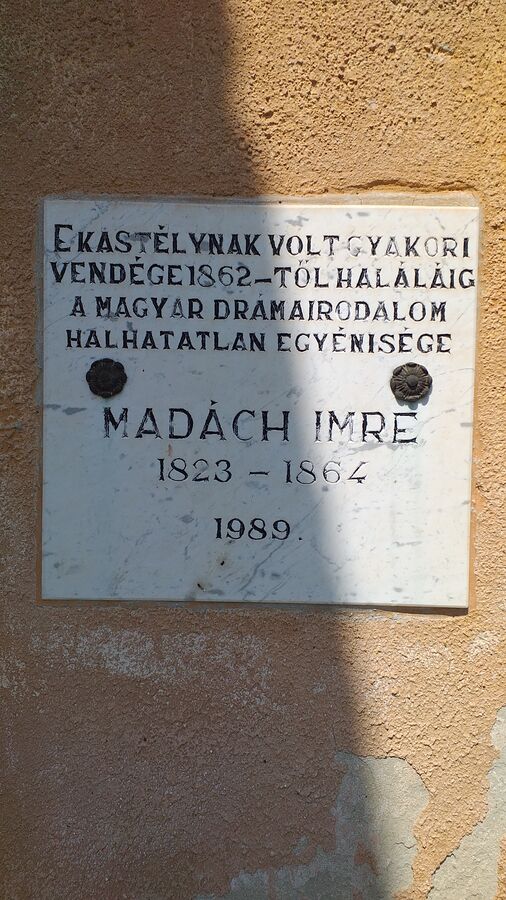 E KASTÉLYNAK VOLT GYAKORI
VENDÉGE 1862–TŐL HALÁLÁIG
A MAGYAR DRÁMAIRODALOM
HALHATATLAN EGYÉNISÉGE
MADÁCH IMRE
1823 – 1864
1989.